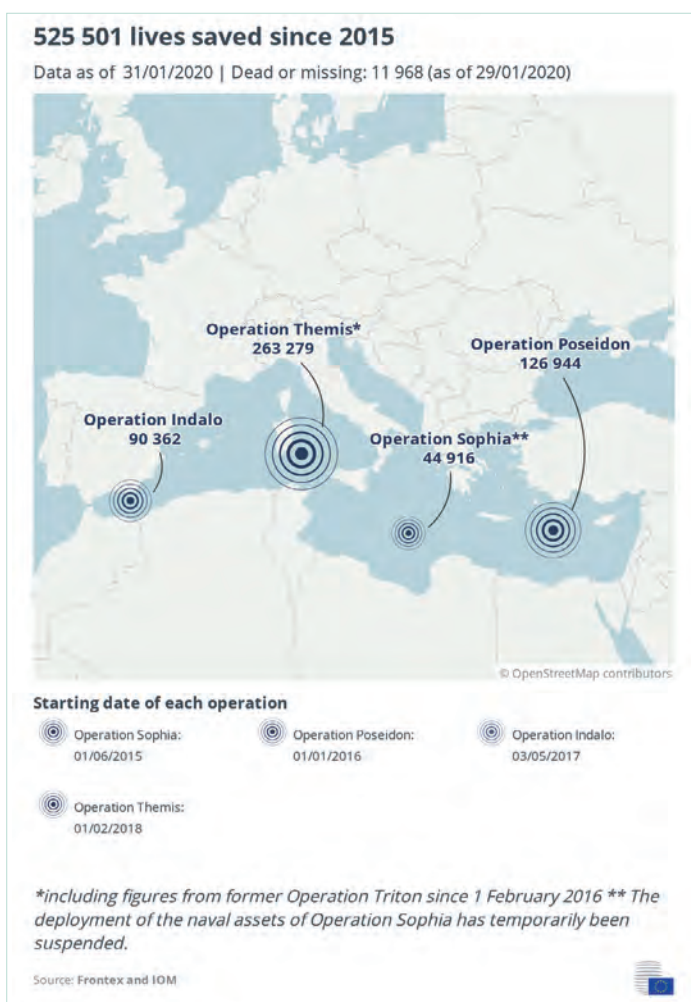 525 501 lives saved since 2015
Data as of 31/01/2020 | Dead or missing: 11 968 (as of 29/01/2020)
Operation Themis*
263 279
Operation Poseidon
126 944
Operation Indalo
90 362
Operation Sophia**
44 916
© OpenStreetMap contributors
Starting date of each operation
Operation Sophia:
01/06/2015
Operation Poseidon:
01/01/2016
Operation Indalo:
03/05/2017
Operation Themis:
01/02/2018
*including figures from former Operation Triton since 1 February 2016 ** The
deployment of the naval assets of Operation Sophia has temporarily been
suspended.
Source: Frontex and IOM